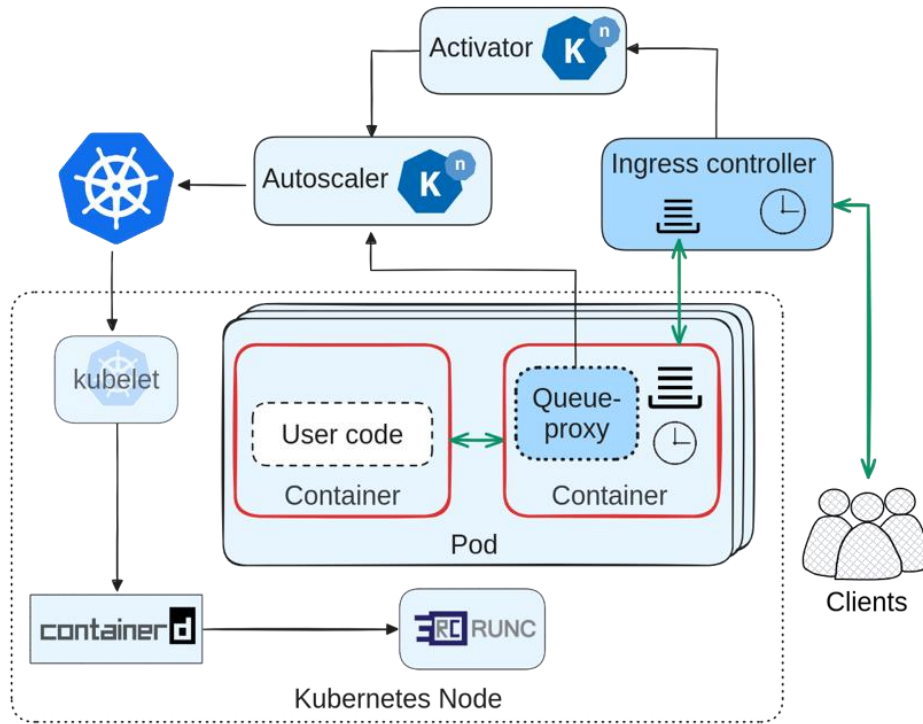 Activator
K
n
Autoscaler
K
n
Ingress controller
kubelet
User code
Container
Queue-
proxy
Container
Pod
Clients
containerd
RC RUNC
Kubernetes Node